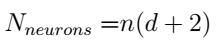 N_{neurons} = n(d + 2)